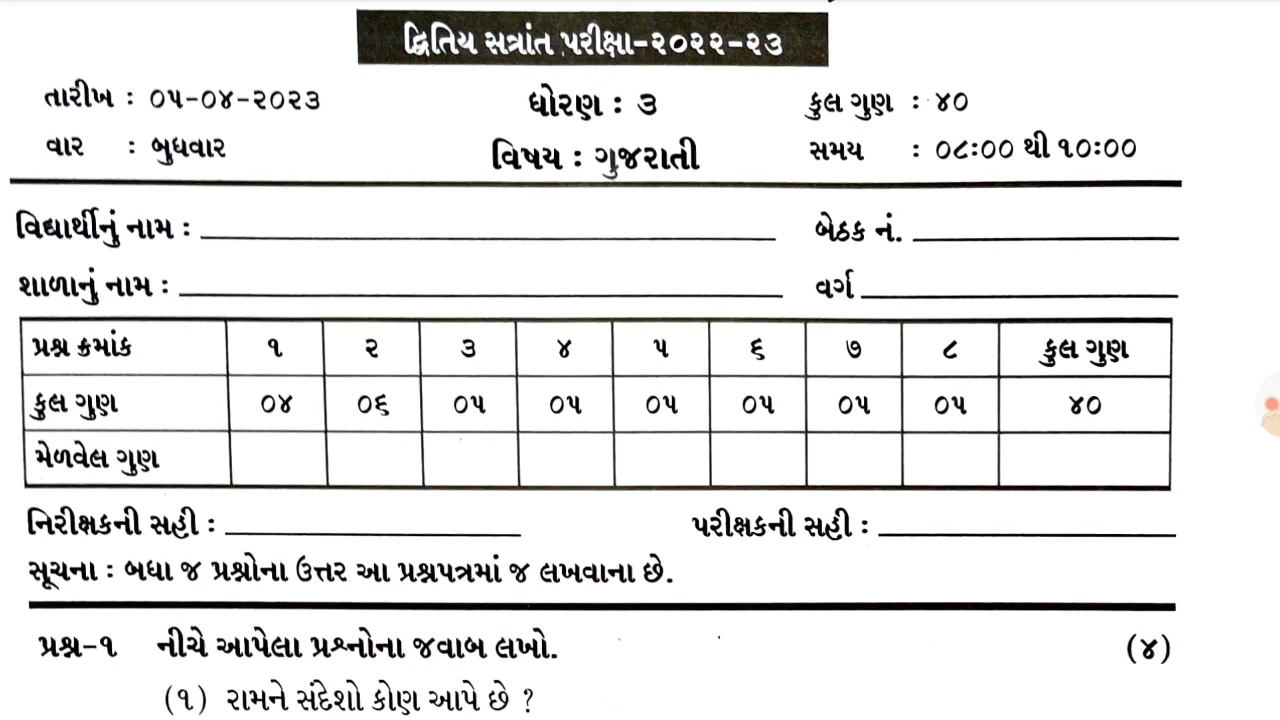 દ્વિતિય સત્રાંત પરીક્ષા-૨૦૨૨-૨૩
તારીખ : ૦૫-૦૪-૨૦૨૩ ધોરણ : ૩ કુલ ગુણ : ૪૦
વાર : બુધવાર વિષય : ગુજરાતી સમય : ૦૮:૦૦ થી ૧૦:૦૦
વિદ્યાર્થીનું નામ : બેઠક નં.
શાળાનું નામ : વર્ગ
પ્રશ્ન ક્રમાંક ૧ ૨ ૩ ૪ ૫ ૬ ૭ ૮ કુલ ગુણ
કુલ ગુણ ૦૪ ૦૬ ૦૫ ૦૫ ૦૫ ૦૫ ૦૫ ૦૫ ૪૦
મેળવેલ ગુણ
નિરીક્ષકની સહી : પરીક્ષકની સહી :
સૂચના : બધા જ પ્રશ્નોના ઉત્તર આ પ્રશ્નપત્રમાં જ લખવાના છે.
પ્રશ્ન-૧ નીચે આપેલા પ્રશ્નોના જવાબ લખો. (૪)
(૧) રામને સંદેશો કોણ આપે છે ?